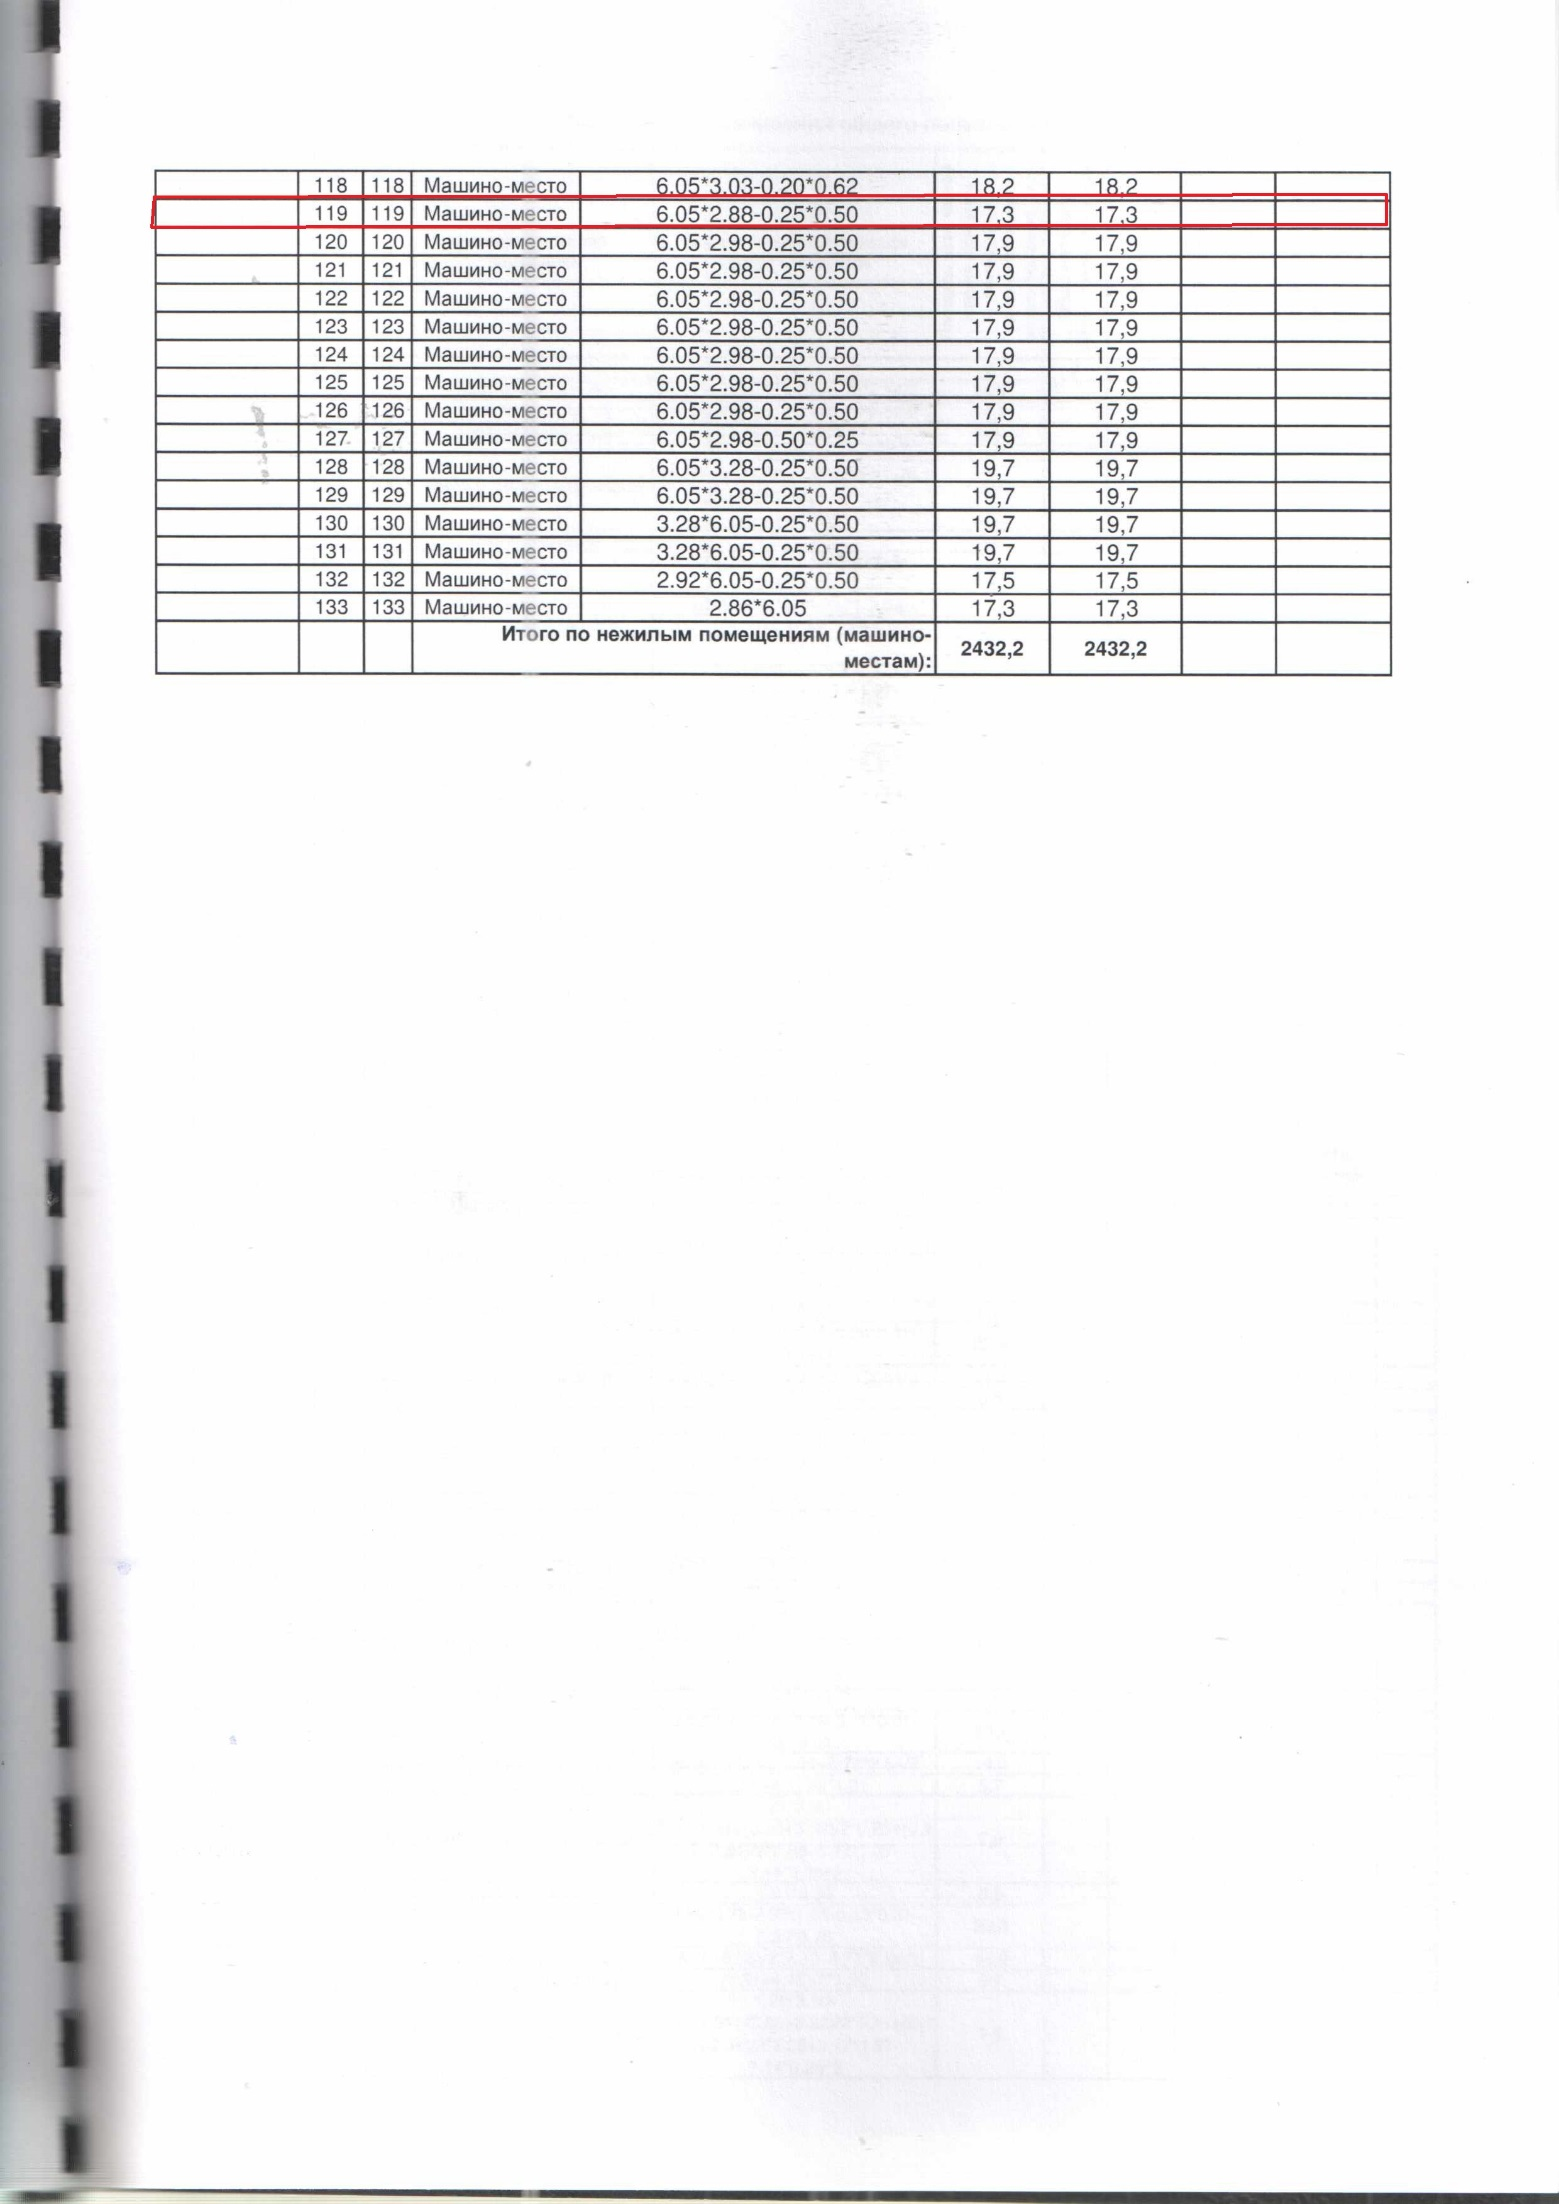 118 118 Машино-место 6.05*3.03-0.20*0.62 18,2 18,2
119 119 Машино-место 6.05*2.88-0.25*0.50 17,3 17,3
120 120 Машино-место 6.05*2.98-0.25*0.50 17,9 17,9
121 121 Машино-место 6.05*2.98-0.25*0.50 17,9 17,9
122 122 Машино-место 6.05*2.98-0.25*0.50 17,9 17,9
123 123 Машино-место 6.05*2.98-0.25*0.50 17,9 17,9
124 124 Машино-место 6.05*2.98-0.25*0.50 17,9 17,9
125 125 Машино-место 6.05*2.98-0.25*0.50 17,9 17,9
126 126 Машино-место 6.05*2.98-0.25*0.50 17,9 17,9
127 127 Машино-место 6.05*2.98-0.50*0.25 17,9 17,9
128 128 Машино-место 6.05*3.28-0.25*0.50 19,7 19,7
129 129 Машино-место 6.05*3.28-0.25*0.50 19,7 19,7
130 130 Машино-место 3.28*6.05-0.25*0.50 19,7 19,7
131 131 Машино-место 3.28*6.05-0.25*0.50 19,7 19,7
132 132 Машино-место 2.92*6.05-0.25*0.50 17,5 17,5
133 133 Машино-место 2.86*6.05 17,3 17,3
Итого по нежилым помещениям (машино-
местам): 2432,2 2432,2